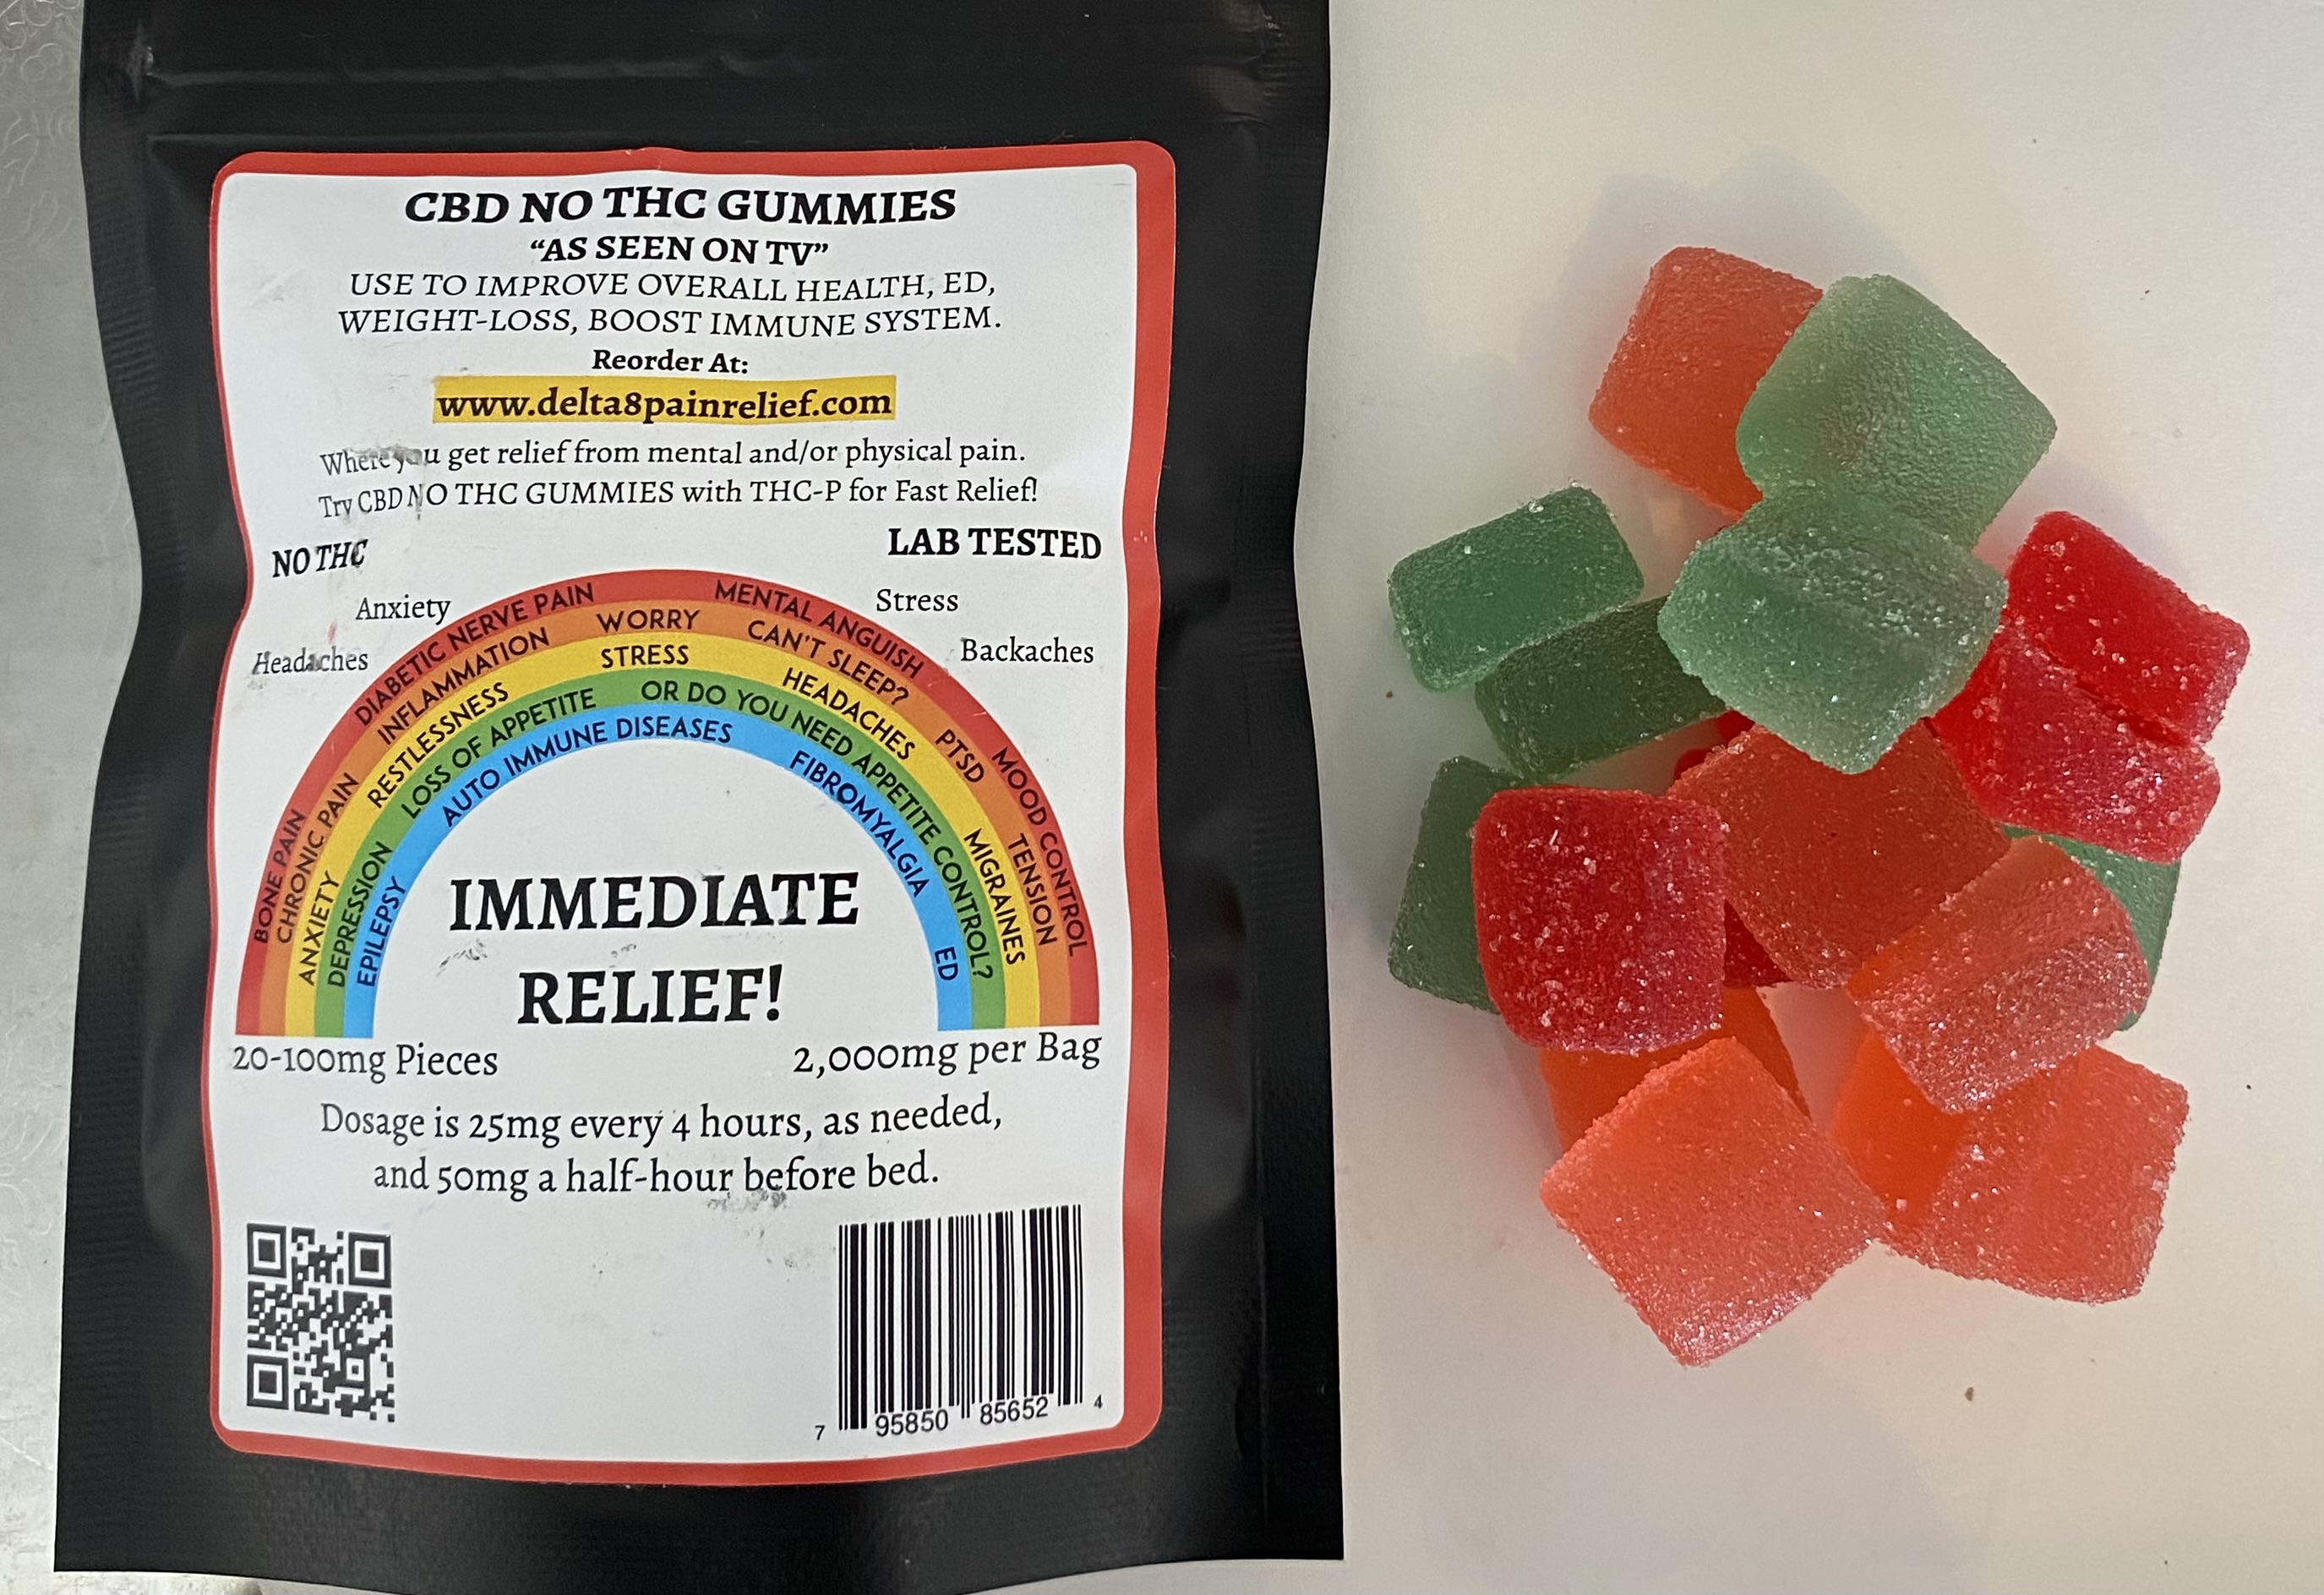 CBD NO THC GUMMIES
“AS SEEN ON TV”
USE TO IMPROVE OVERALL HEALTH, ED,
WEIGHT-LOSS, BOOST IMMUNE SYSTEM.
Reorder At:
www.delta8painrelief.com
Where you get relief from mental and/or physical pain.
Try CBD NO THC GUMMIES with THC-P for Fast Relief!
NO THC
LAB TESTED
Anxiety
Stress
Headaches
Backaches
BONE PAIN DIABETIC NERVE PAIN MENTAL ANGUISH MOOD CONTROL
CHRONIC PAIN INFLAMMATION WORRY CAN'T SLEEP? PTSD TENSION
ANXIETY RESTLESSNESS STRESS HEADACHES MIGRAINES
DEPRESSION LOSS OF APPETITE OR DO YOU NEED APPETITE CONTROL?
EPILEPSY AUTO IMMUNE DISEASES FIBROMYALGIA ED
IMMEDIATE
RELIEF!
20-100mg Pieces
2,000mg per Bag
Dosage is 25mg every 4 hours, as needed,
and 50mg a half-hour before bed.
7 95850 85652 4